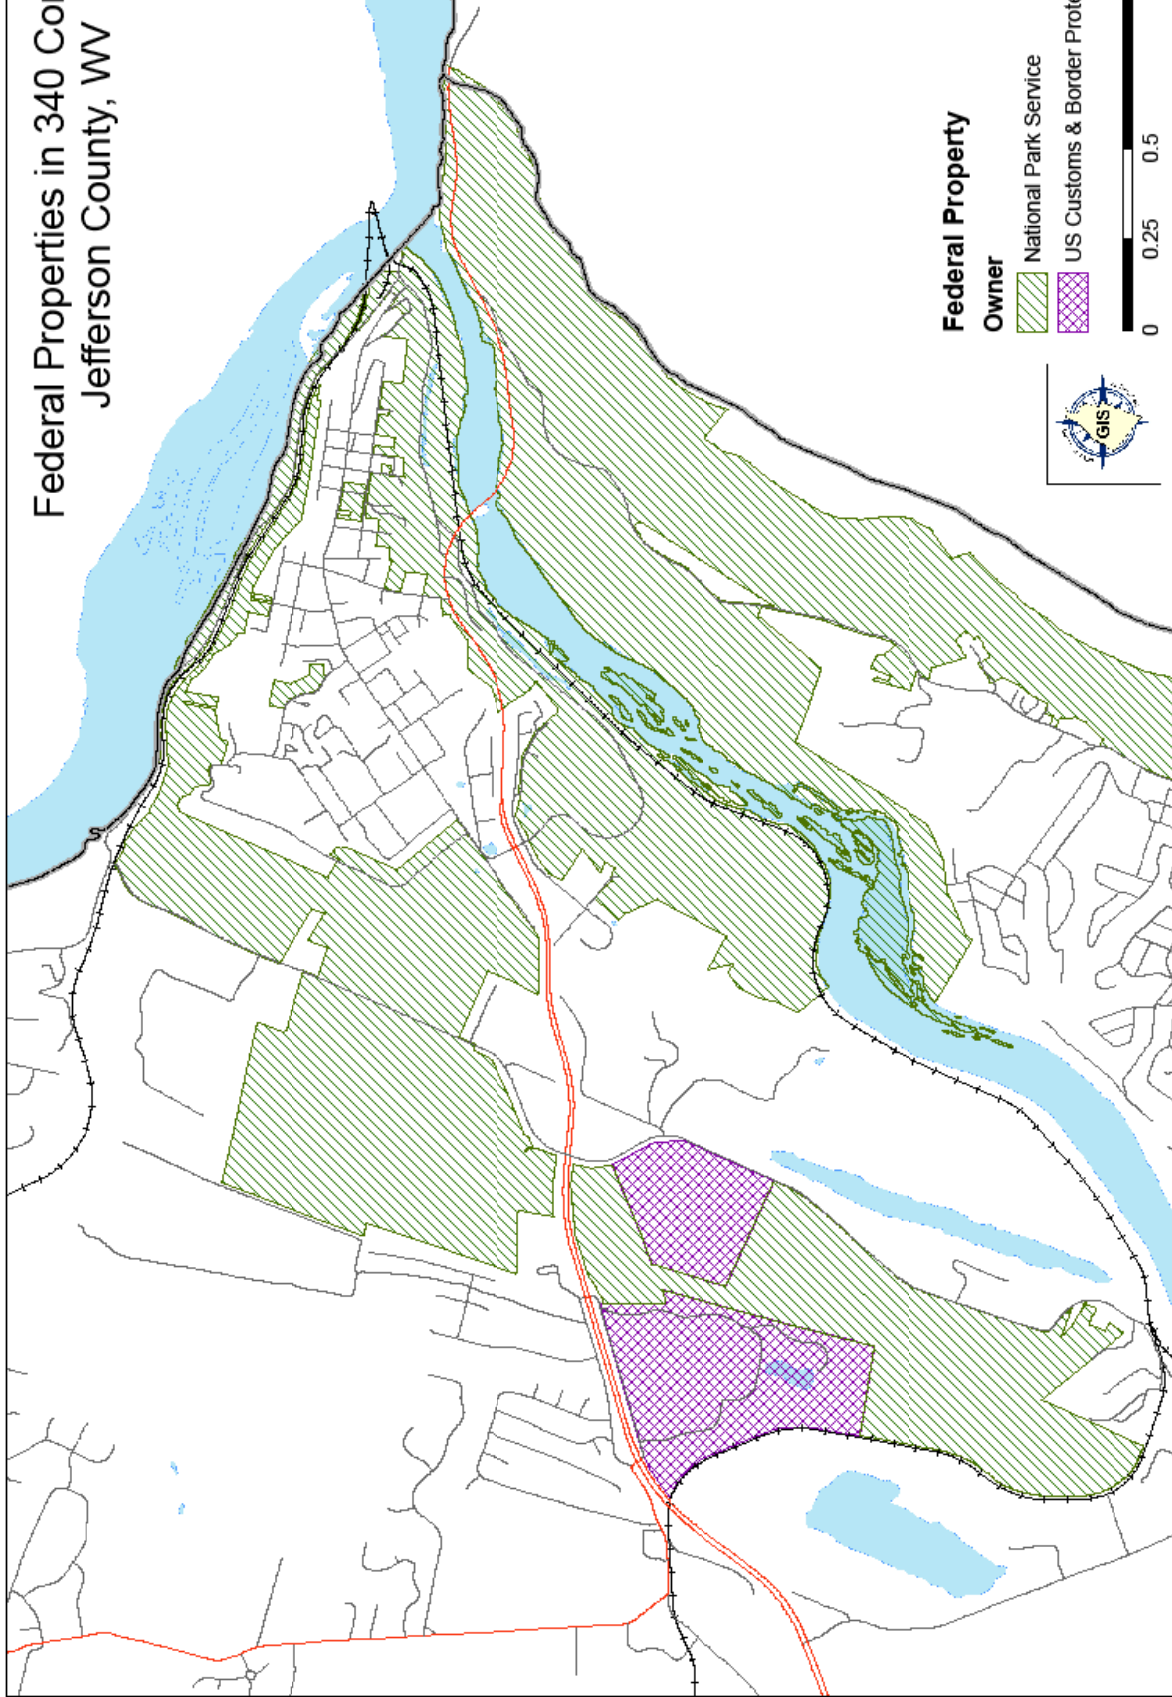 Federal Properties in 340 Co
Jefferson County, WV
Federal Property
Owner
National Park Service
US Customs & Border Prote
0 0.25 0.5
GIS